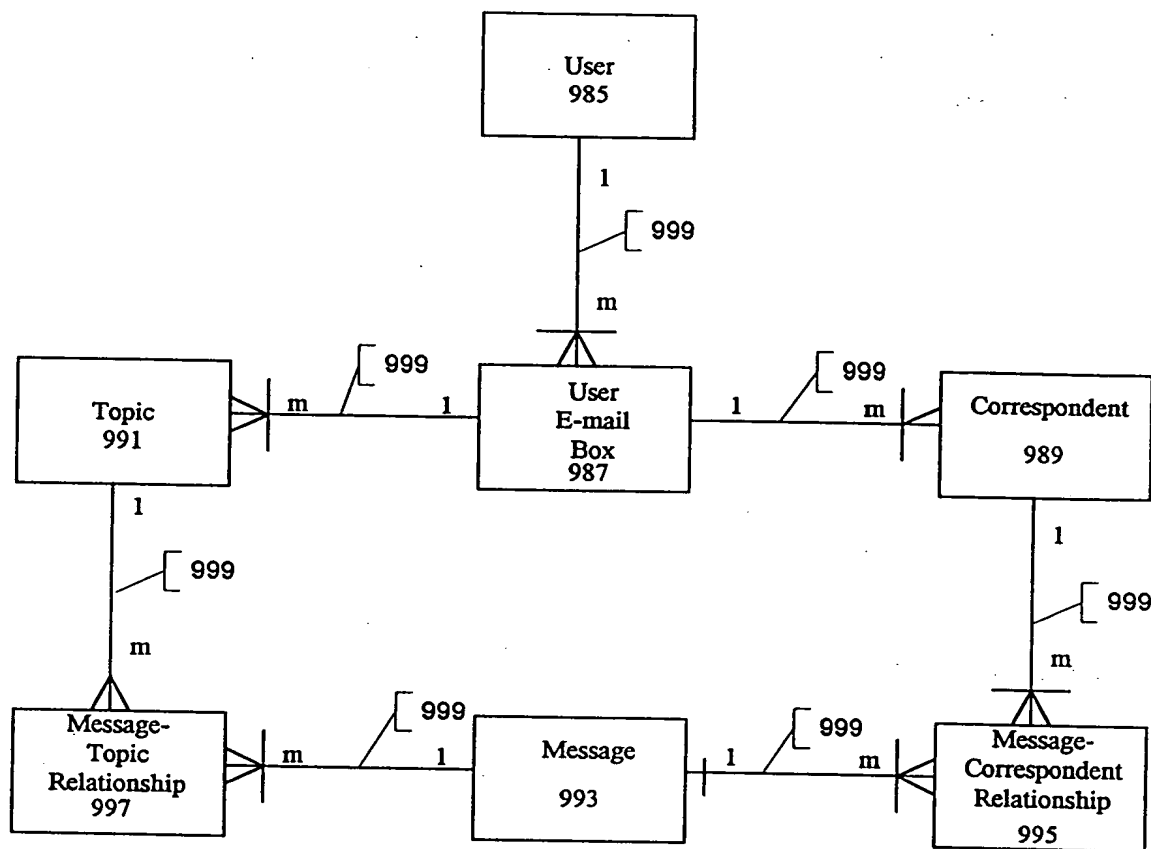 User
985
1
999
m
999
999
Topic
991
m
1
User
E-mail
Box
987
1
m
Correspondent
989
1
1
999
999
m
m
Message-
Topic
Relationship
997
999
m
1
Message
993
999
1
m
Message-
Correspondent
Relationship
995